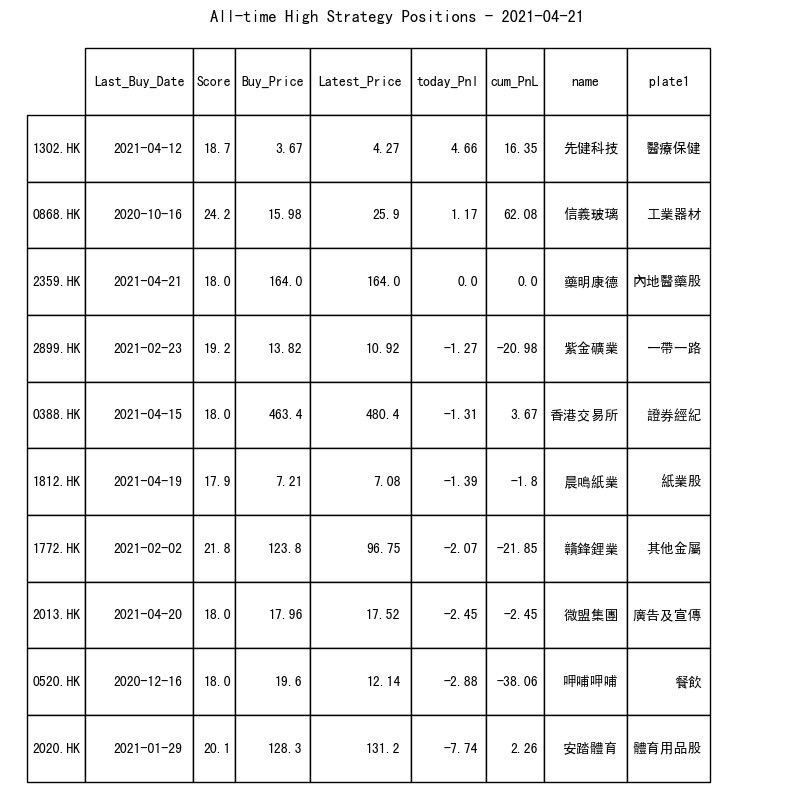 All-time High Strategy Positions - 2021-04-21
Last_Buy_Date Score Buy_Price Latest_Price today_Pnl cum_PnL name plate1
1302.HK 2021-04-12 18.7 3.67 4.27 4.66 16.35 先健科技 醫療保健
0868.HK 2020-10-16 24.2 15.98 25.9 1.17 62.08 信義玻璃 工業器材
2359.HK 2021-04-21 18.0 164.0 164.0 0.0 0.0 藥明康德 內地醫藥股
2899.HK 2021-02-23 19.2 13.82 10.92 -1.27 -20.98 紫金礦業 一帶一路
0388.HK 2021-04-15 18.0 463.4 480.4 -1.31 3.67 香港交易所 證券經紀
1812.HK 2021-04-19 17.9 7.21 7.08 -1.39 -1.8 晨鳴紙業 紙業股
1772.HK 2021-02-02 21.8 123.8 96.75 -2.07 -21.85 贛鋒鋰業 其他金屬
2013.HK 2021-04-20 18.0 17.96 17.52 -2.45 -2.45 微盟集團 廣告及宣傳
0520.HK 2020-12-16 18.0 19.6 12.14 -2.88 -38.06 呷哺呷哺 餐飲
2020.HK 2021-01-29 20.1 128.3 131.2 -7.74 2.26 安踏體育 體育用品股